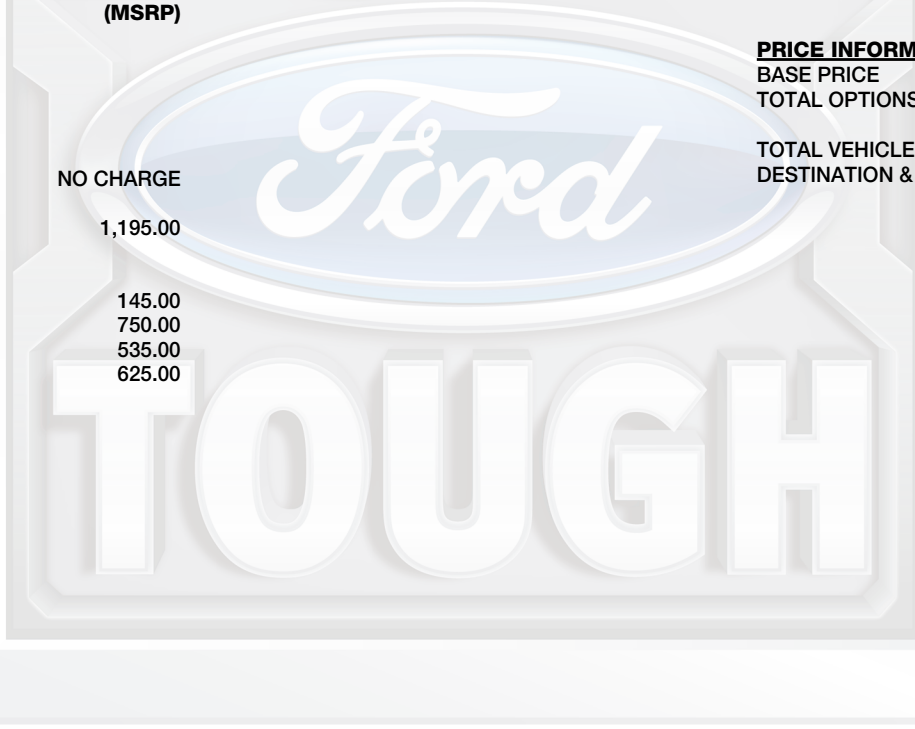 (MSRP)
NO CHARGE
1,195.00
145.00
750.00
535.00
625.00
PRICE INFORM
BASE PRICE
TOTAL OPTIONS
TOTAL VEHICLE
DESTINATION &
Ford
TOUGH